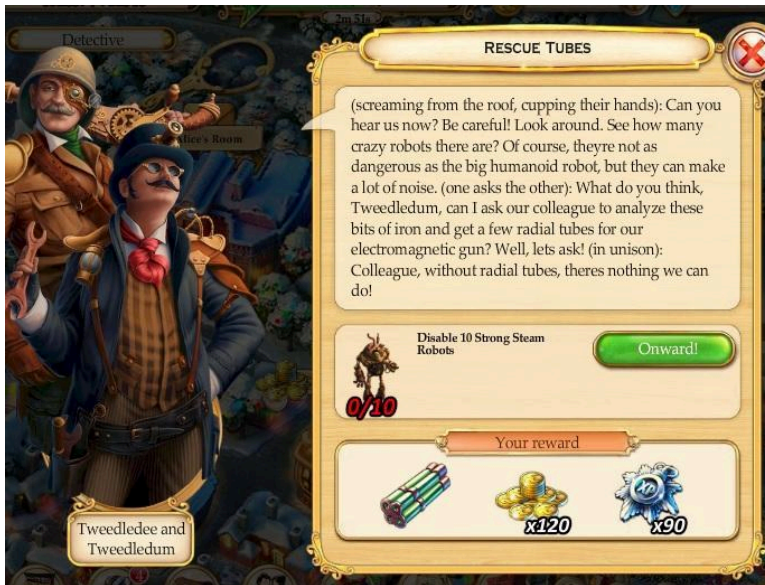 2m 51s
Detective
RESCUE TUBES
Alice's Room
(screaming from the roof, cupping their hands): Can you
hear us now? Be careful! Look around. See how many
crazy robots there are? Of course, theyre not as
dangerous as the big humanoid robot, but they can make
a lot of noise. (one asks the other): What do you think,
Tweedledum, can I ask our colleague to analyze these
bits of iron and get a few radial tubes for our
electromagnetic gun? Well, lets ask! (in unison):
Colleague, without radial tubes, theres nothing we can
do!
Disable 10 Strong Steam
Robots
Onward!
0/10
Your reward
XP
x120
x90
Tweedledee and
Tweedledum